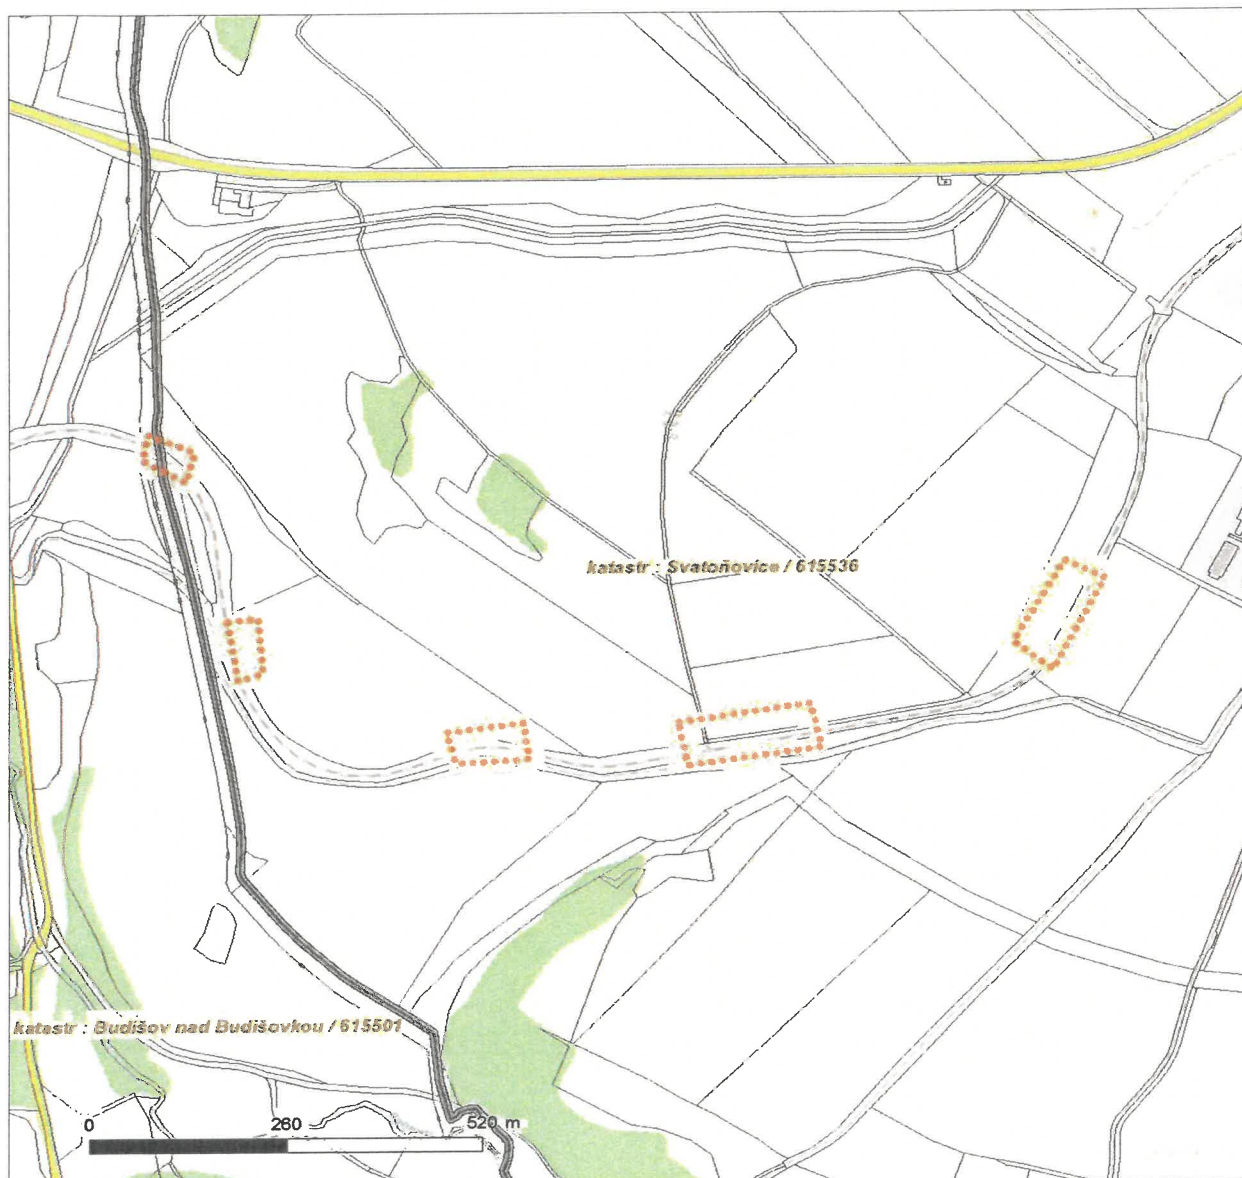 katastr : Svatoňovice / 615536
katastr : Budišov nad Budišovkou / 615501
0 260 520 m